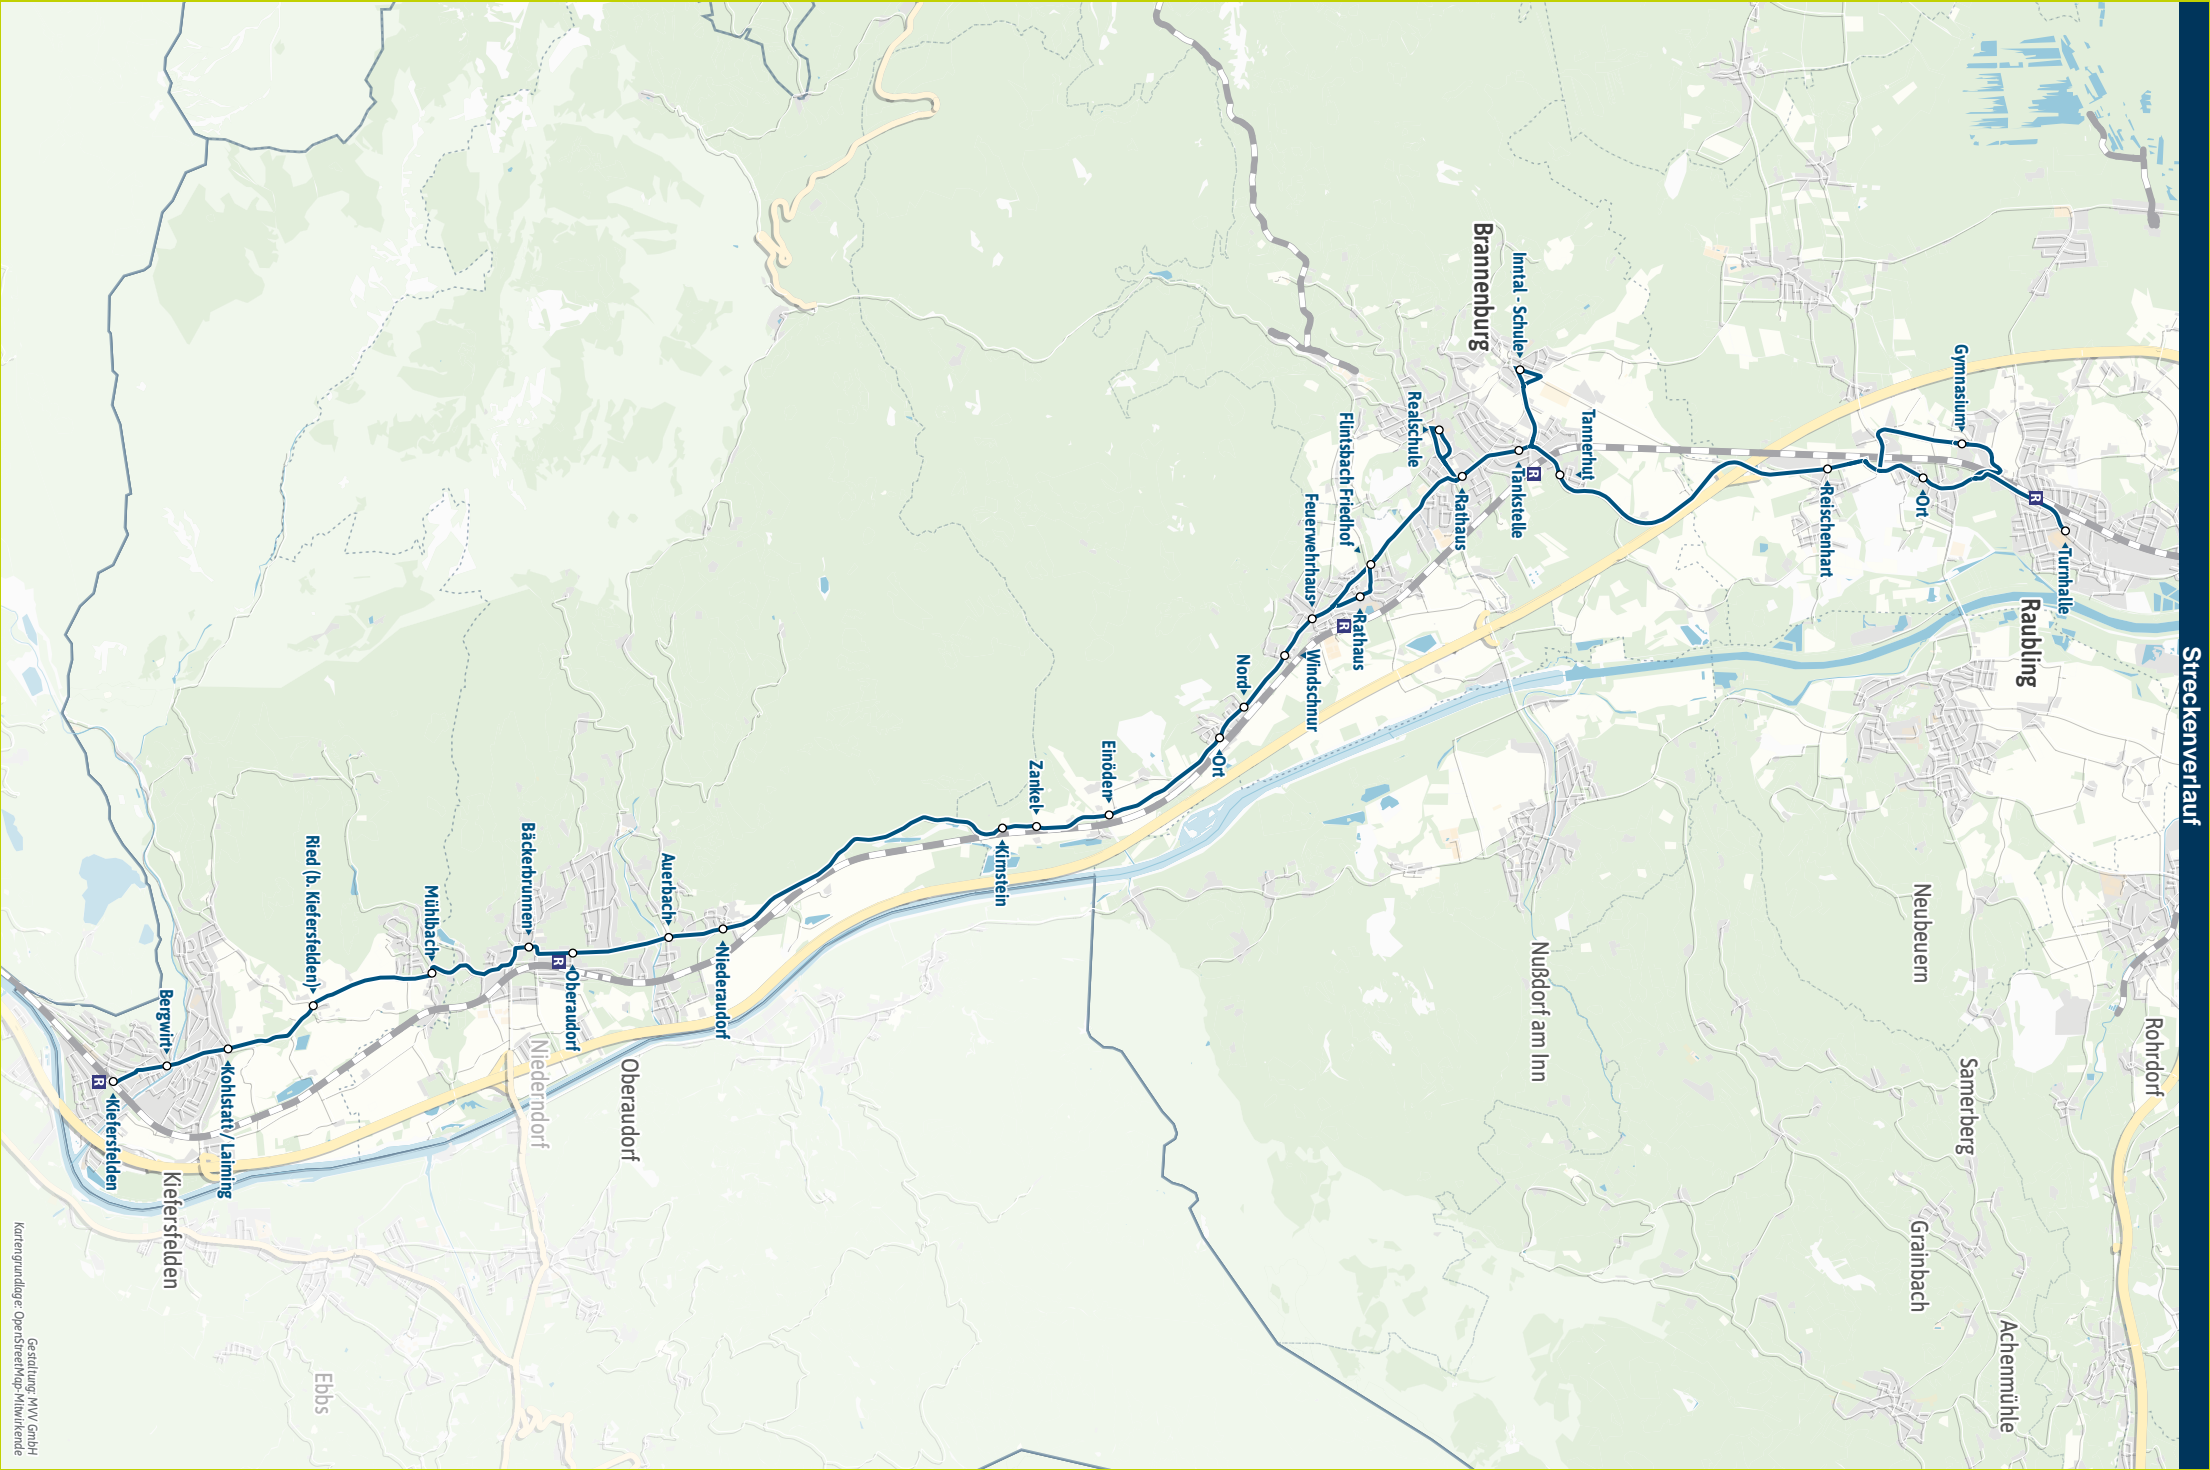 Streckenverlauf
Rohrdorf
Turnhalle
R
Raubling
Gymnasium
Ort
Neubeuern
Samerberg
Grainbach
Achenmühle
Reischenhart
Tannerhut
Inntal - Schule
R
Tankstelle
Nußdorf am Inn
Brannenburg
Rathaus
Realschule
Flintsbach Friedhof
Rathaus
R
Feuerwehrhaus
Windschnur
Nord
Ort
Einöden
Zankel
Kirnstein
Niederaudorf
Auerbach
Oberaudorf
Oberaudorf
R
Niederndorf
Bäckerbrunnen
Mühlbach
Ried (b. Kiefersfelden)
Ebbs
Kohlstatt / Laiming
Bergwirt
Kiefersfelden
Kiefersfelden
R
Gestaltung: MVV GmbH
Kartengrundlage: OpenStreetMap-Mitwirkende